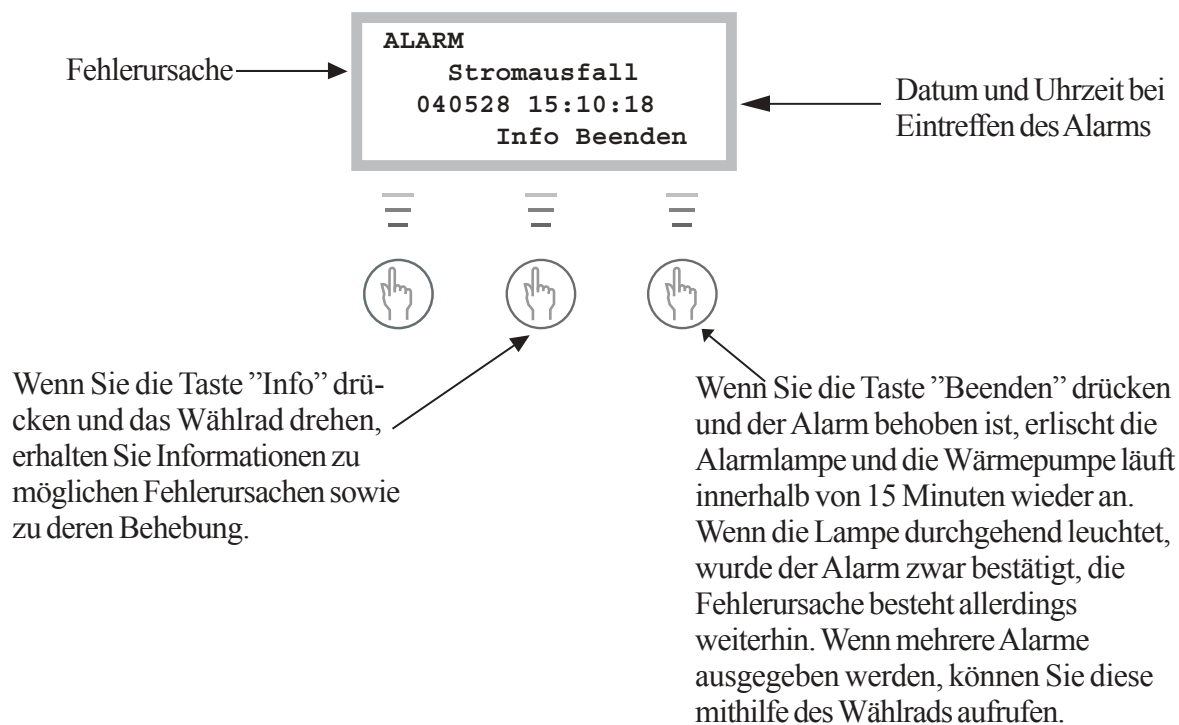 ALARM
Stromausfall
040528 15:10:18
Info Beenden
Fehlerursache
Datum und Uhrzeit bei
Eintreffen des Alarms
Wenn Sie die Taste ”Info” drü-
cken und das Wählrad drehen,
erhalten Sie Informationen zu
möglichen Fehlerursachen sowie
zu deren Behebung.
Wenn Sie die Taste ”Beenden” drücken
und der Alarm behoben ist, erlischt die
Alarmlampe und die Wärmepumpe läuft
innerhalb von 15 Minuten wieder an.
Wenn die Lampe durchgehend leuchtet,
wurde der Alarm zwar bestätigt, die
Fehlerursache besteht allerdings
weiterhin. Wenn mehrere Alarme
ausgegeben werden, können Sie diese
mithilfe des Wählrads aufrufen.